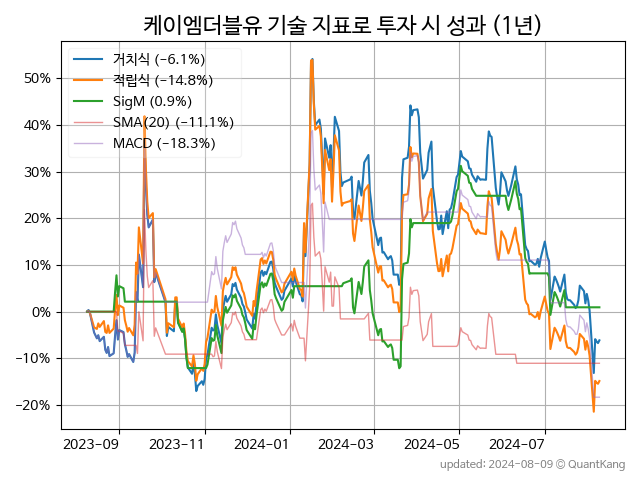 케이엠더블유 기술 지표로 투자 시 성과 (1년)
거치식 (−6.1%)
적립식 (−14.8%)
SigM (0.9%)
SMA(20) (−11.1%)
MACD (−18.3%)
50%
40%
30%
20%
10%
0%
−10%
−20%
2023-09
2023-11
2024-01
2024-03
2024-05
2024-07
updated: 2024-08-09 © QuantKang